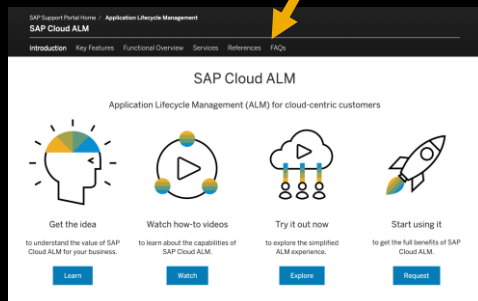 SAP Support Portal Home / Application Lifecycle Management
SAP Cloud ALM
Introduction Key Features Functional Overview Services References FAQs
SAP Cloud ALM
Application Lifecycle Management (ALM) for cloud-centric customers
Get the idea
to understand the value of SAP
Cloud ALM for your business.
Learn
Watch how-to videos
to learn about the capabilities of
SAP Cloud ALM.
Watch
Try it out now
to explore the simplified
ALM experience.
Explore
Start using it
to get the full benefits of SAP
Cloud ALM.
Request